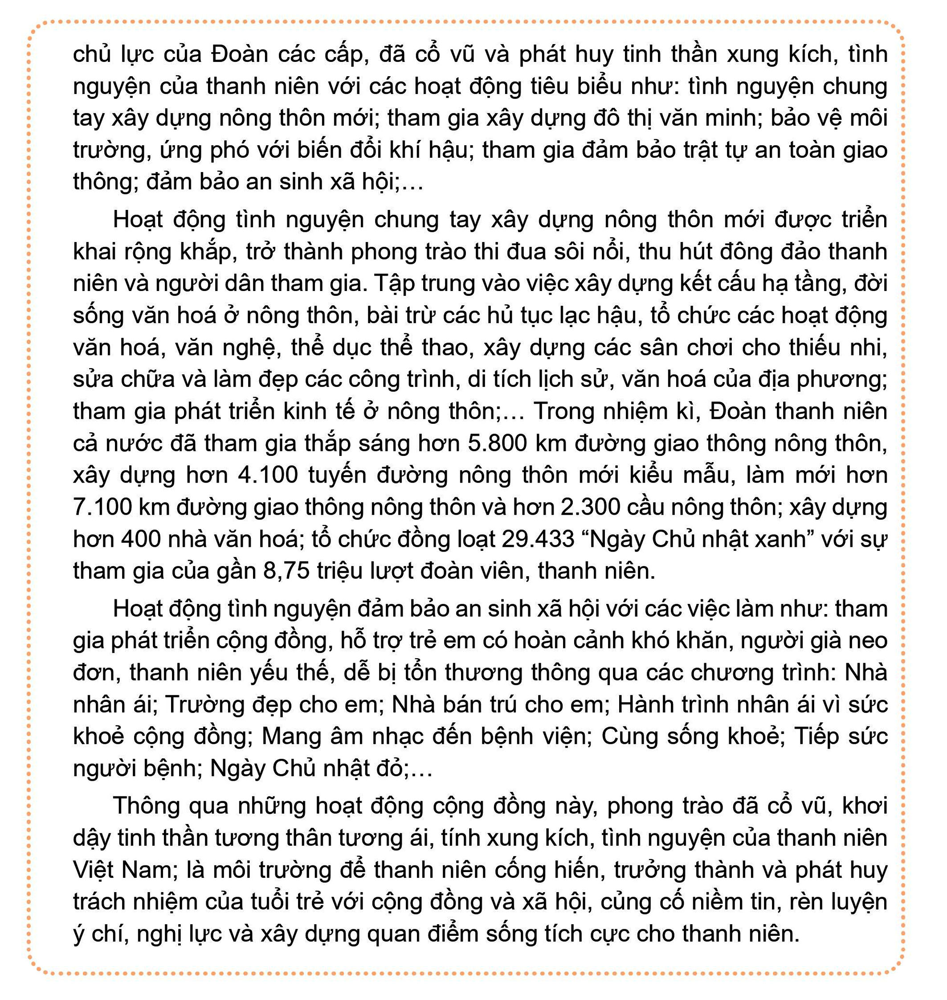 chủ lực của Đoàn các cấp, đã cổ vũ và phát huy tinh thần xung kích, tình
nguyện của thanh niên với các hoạt động tiêu biểu như: tình nguyện chung
tay xây dựng nông thôn mới; tham gia xây dựng đô thị văn minh; bảo vệ môi
trường, ứng phó với biến đổi khí hậu; tham gia đảm bảo trật tự an toàn giao
thông; đảm bảo an sinh xã hội;...
Hoạt động tình nguyện chung tay xây dựng nông thôn mới được triển
khai rộng khắp, trở thành phong trào thi đua sôi nổi, thu hút đông đảo thanh
niên và người dân tham gia. Tập trung vào việc xây dựng kết cấu hạ tầng, đời
sống văn hoá ở nông thôn, bài trừ các hủ tục lạc hậu, tổ chức các hoạt động
văn hoá, văn nghệ, thể dục thể thao, xây dựng các sân chơi cho thiếu nhi,
sửa chữa và làm đẹp các công trình, di tích lịch sử, văn hoá của địa phương;
tham gia phát triển kinh tế ở nông thôn;... Trong nhiệm kì, Đoàn thanh niên
cả nước đã tham gia thắp sáng hơn 5.800 km đường giao thông nông thôn,
xây dựng hơn 4.100 tuyến đường nông thôn mới kiểu mẫu, làm mới hơn
7.100 km đường giao thông nông thôn và hơn 2.300 cầu nông thôn; xây dựng
hơn 400 nhà văn hoá; tổ chức đồng loạt 29.433 “Ngày Chủ nhật xanh” với sự
tham gia của gần 8,75 triệu lượt đoàn viên, thanh niên.
Hoạt động tình nguyện đảm bảo an sinh xã hội với các việc làm như: tham
gia phát triển cộng đồng, hỗ trợ trẻ em có hoàn cảnh khó khăn, người già neo
đơn, thanh niên yếu thế, dễ bị tổn thương thông qua các chương trình: Nhà
nhân ái; Trường đẹp cho em; Nhà bán trú cho em; Hành trình nhân ái vì sức
khoẻ cộng đồng; Mang âm nhạc đến bệnh viện; Cùng sống khoẻ; Tiếp sức
người bệnh; Ngày Chủ nhật đỏ;...
Thông qua những hoạt động cộng đồng này, phong trào đã cổ vũ, khơi
dậy tinh thần tương thân tương ái, tính xung kích, tình nguyện của thanh niên
Việt Nam; là môi trường để thanh niên cống hiến, trưởng thành và phát huy
trách nhiệm của tuổi trẻ với cộng đồng và xã hội, củng cố niềm tin, rèn luyện
ý chí, nghị lực và xây dựng quan điểm sống tích cực cho thanh niên.